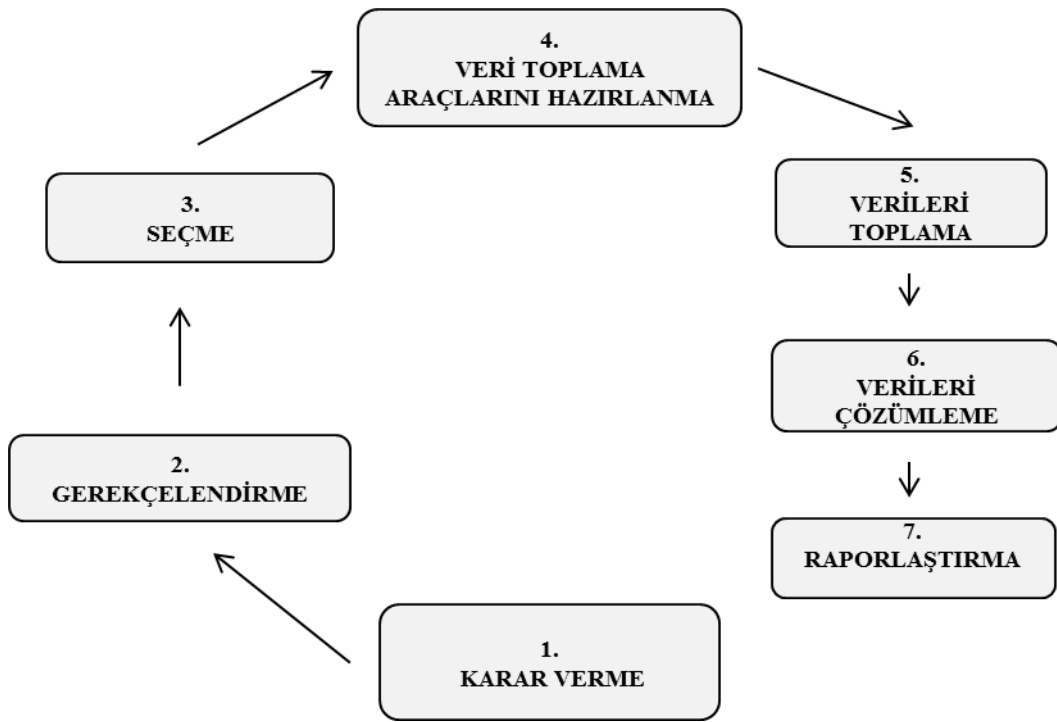 1.
KARAR VERME
2.
GEREKÇELENDİRME
3.
SEÇME
4.
VERİ TOPLAMA
ARAÇLARINI HAZIRLANMA
5.
VERİLERİ
TOPLAMA
6.
VERİLERİ
ÇÖZÜMLEME
7.
RAPORLAŞTIRMA